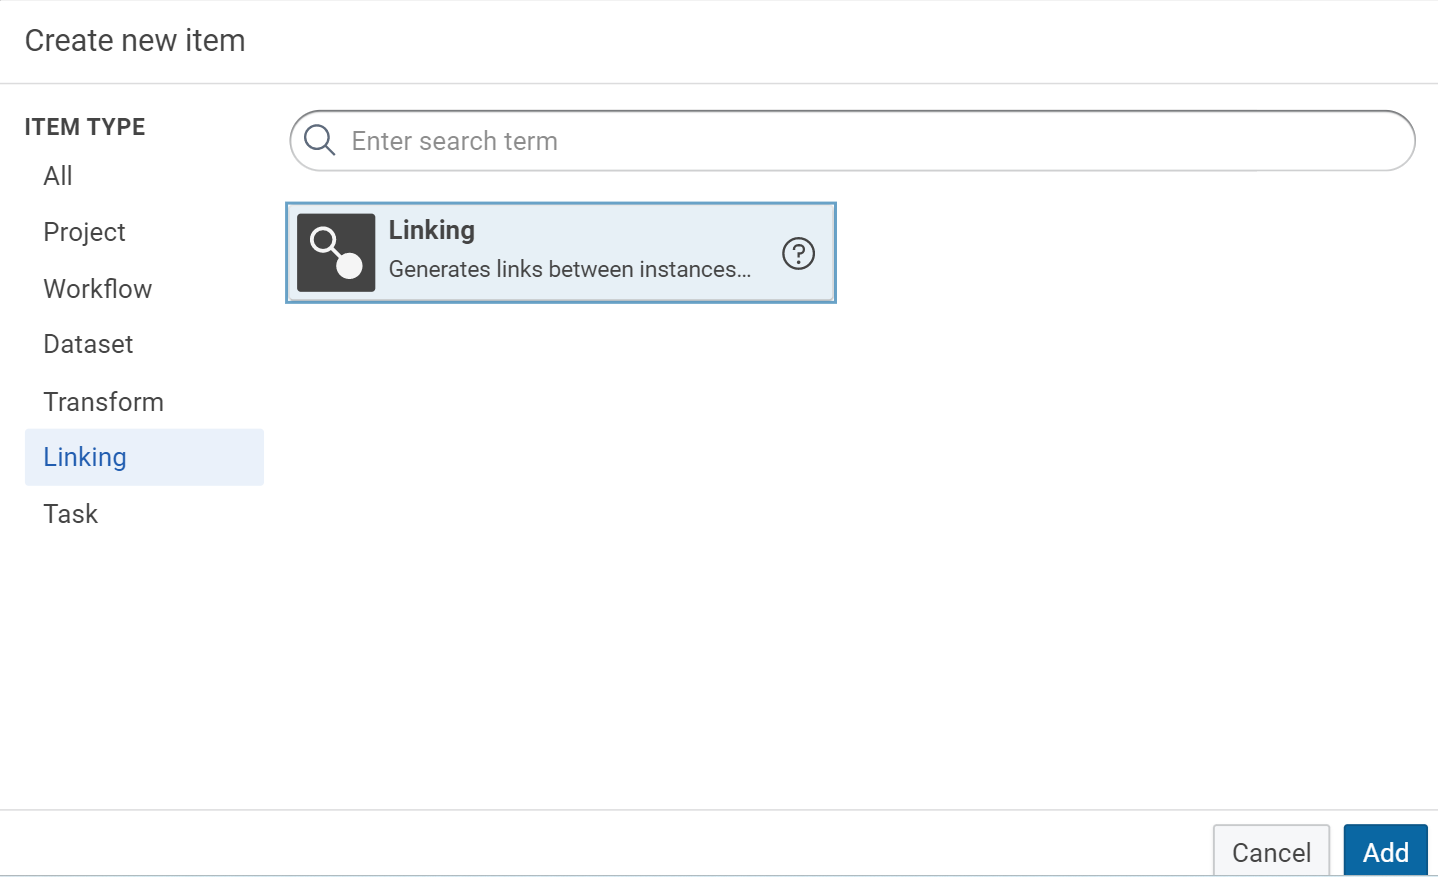 Create new item
ITEM TYPE
All
Project
Workflow
Dataset
Transform
Linking
Task
Enter search term
Linking
Generates links between instances...
Cancel
Add